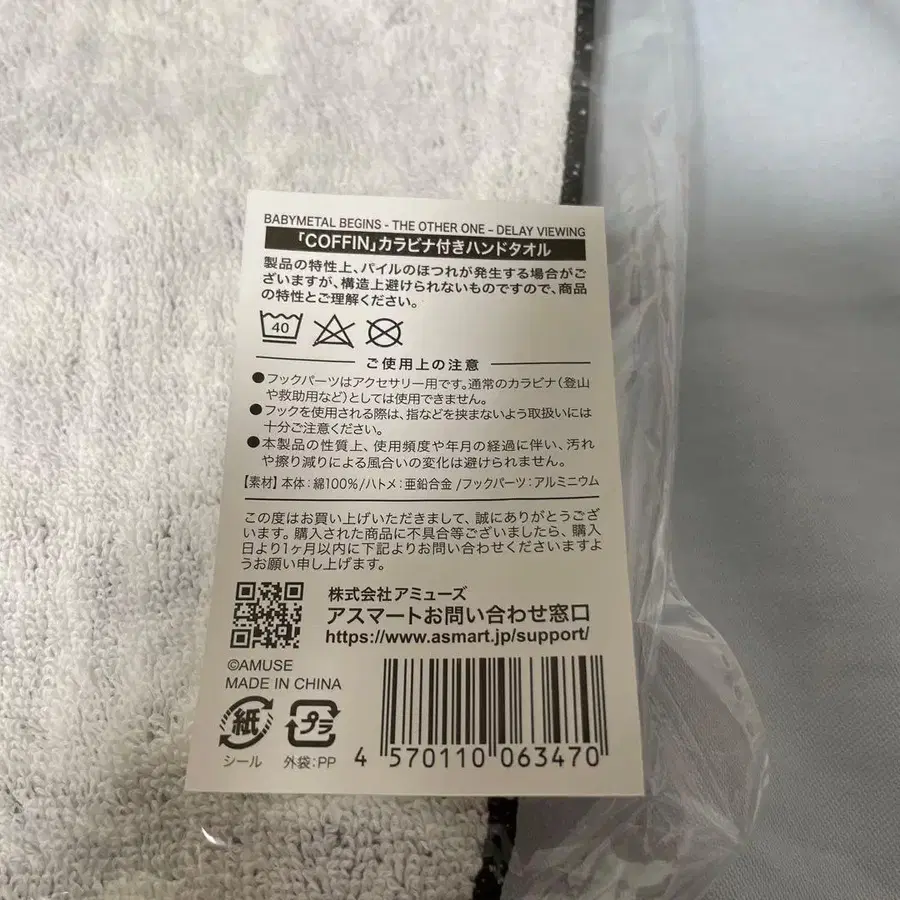 BABYMETAL BEGINS - THE OTHER ONE - DELAY VIEWING
「COFFIN」カラビナ付きハンドタオル
製品の特性上、パイルのほつれが発生する場合がご
ざいますが、構造上避けられないものですので、商品
の特性とご理解ください。
40
ご使用上の注意
●フックパーツはアクセサリー用です。通常のカラビナ（登山
や救助用など）としては使用できません。
●フックを使用される際は、指などを挟まないよう取扱いには
十分ご注意ください。
●本製品の性質上、使用頻度や年月の経過に伴い、汚れ
や擦り減りによる風合いの変化は避けられません。
【素材】本体：綿100%/ハトメ：亜鉛合金/フックパーツ：アルミニウム
この度はお買い上げいただきまして、誠にありがとうござい
ます。購入された商品に不具合等ございましたら、購入
日より1ヶ月以内に下記よりお問い合わせくださいますよ
うお願い申し上げます。
株式会社アミューズ
アスマートお問い合わせ窓口
https://www.asmart.jp/support/
©AMUSE
MADE IN CHINA
紙
シール
プラ
外袋：PP
4 570110 063470